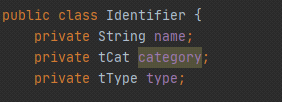 public class Identifier {
private String name;
private tCat category;
private tType type;